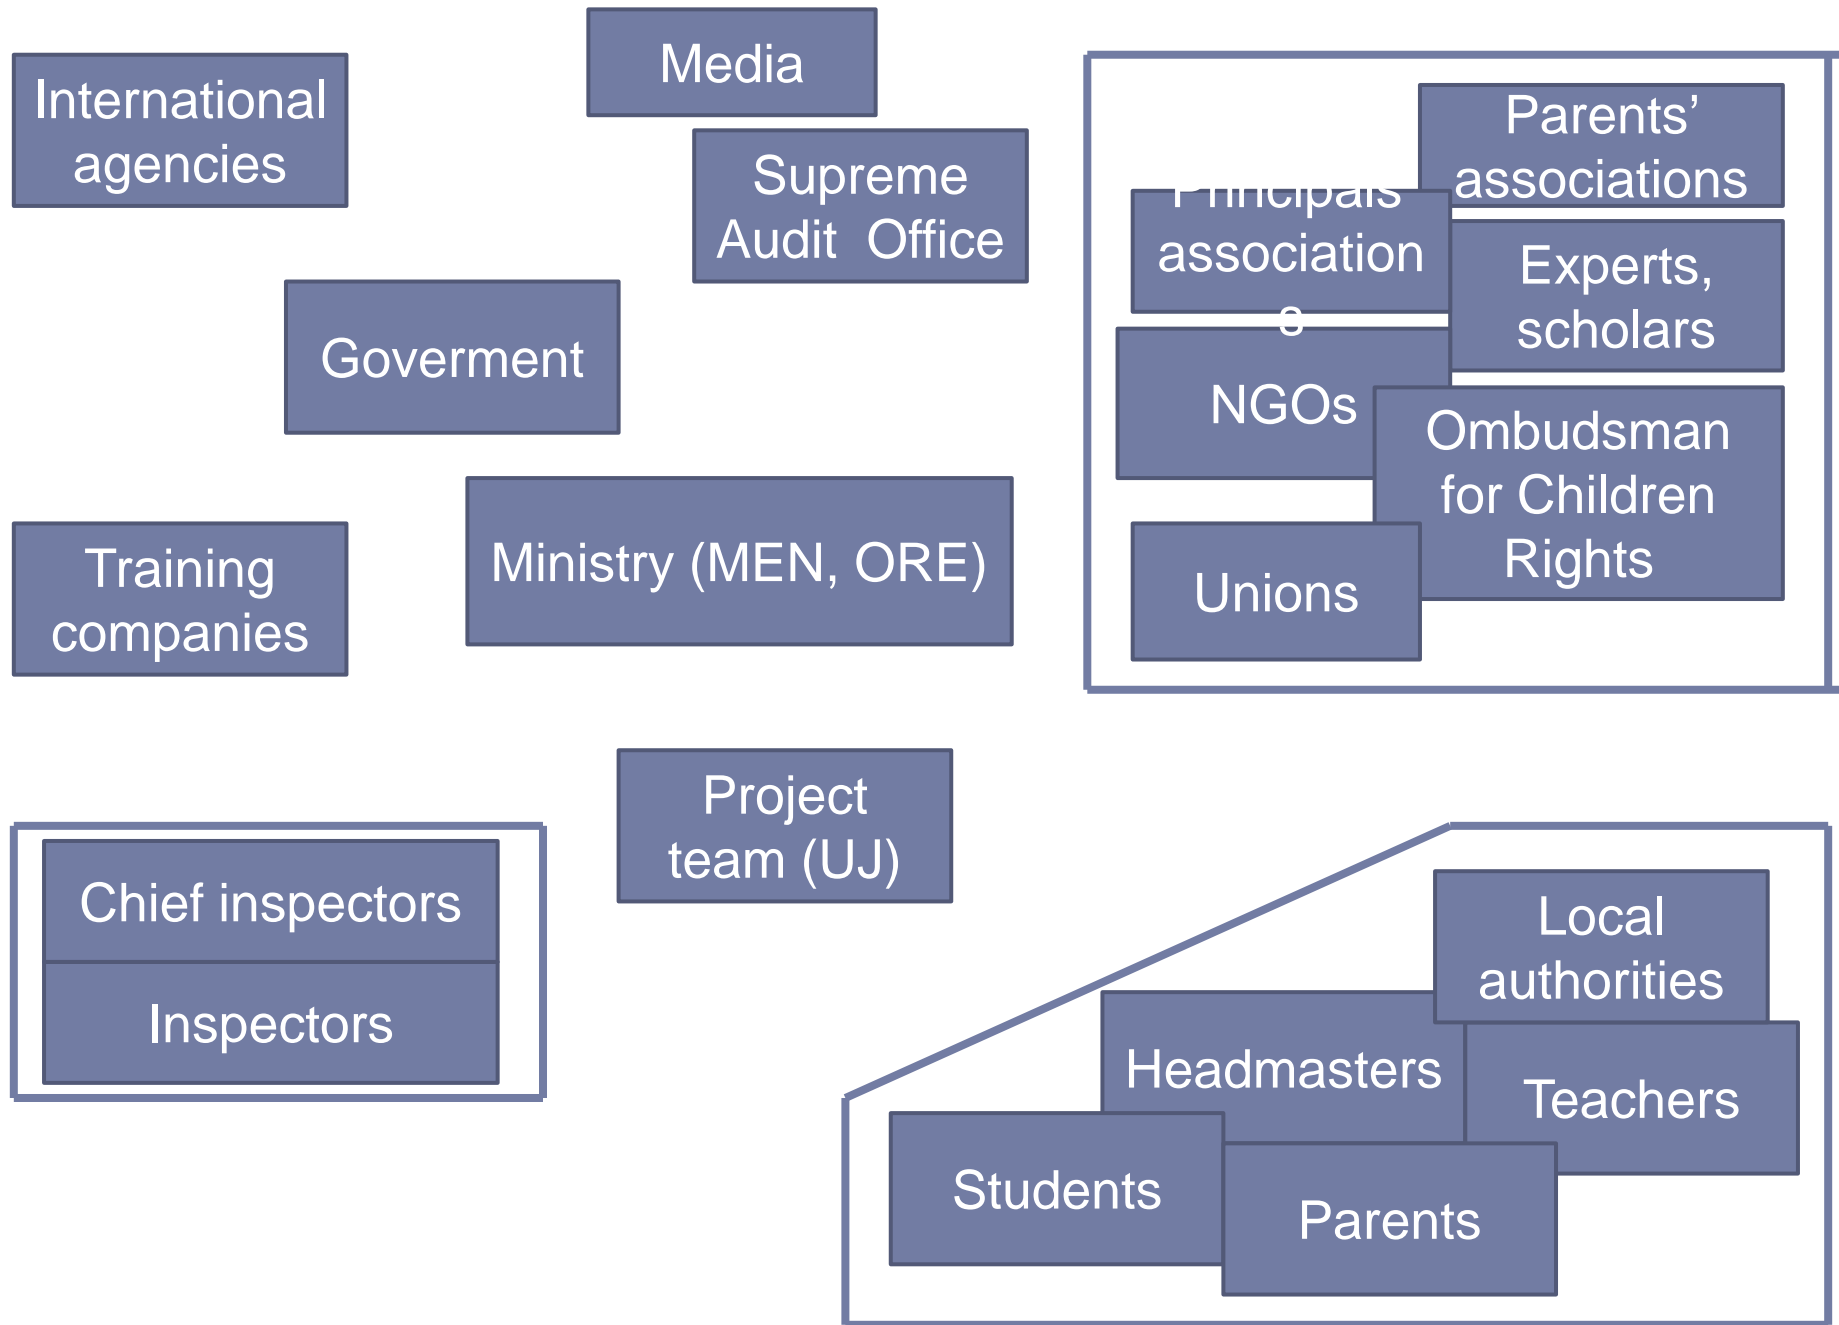 International
agencies
Media
Supreme
Audit Office
Goverment
Training
companies
Ministry (MEN, ORE)
Parents’
associations
Principals
association
s
Experts,
scholars
NGOs
Ombudsman
for Children
Rights
Unions
Project
team (UJ)
Chief inspectors
Inspectors
Local
authorities
Headmasters
Teachers
Students
Parents